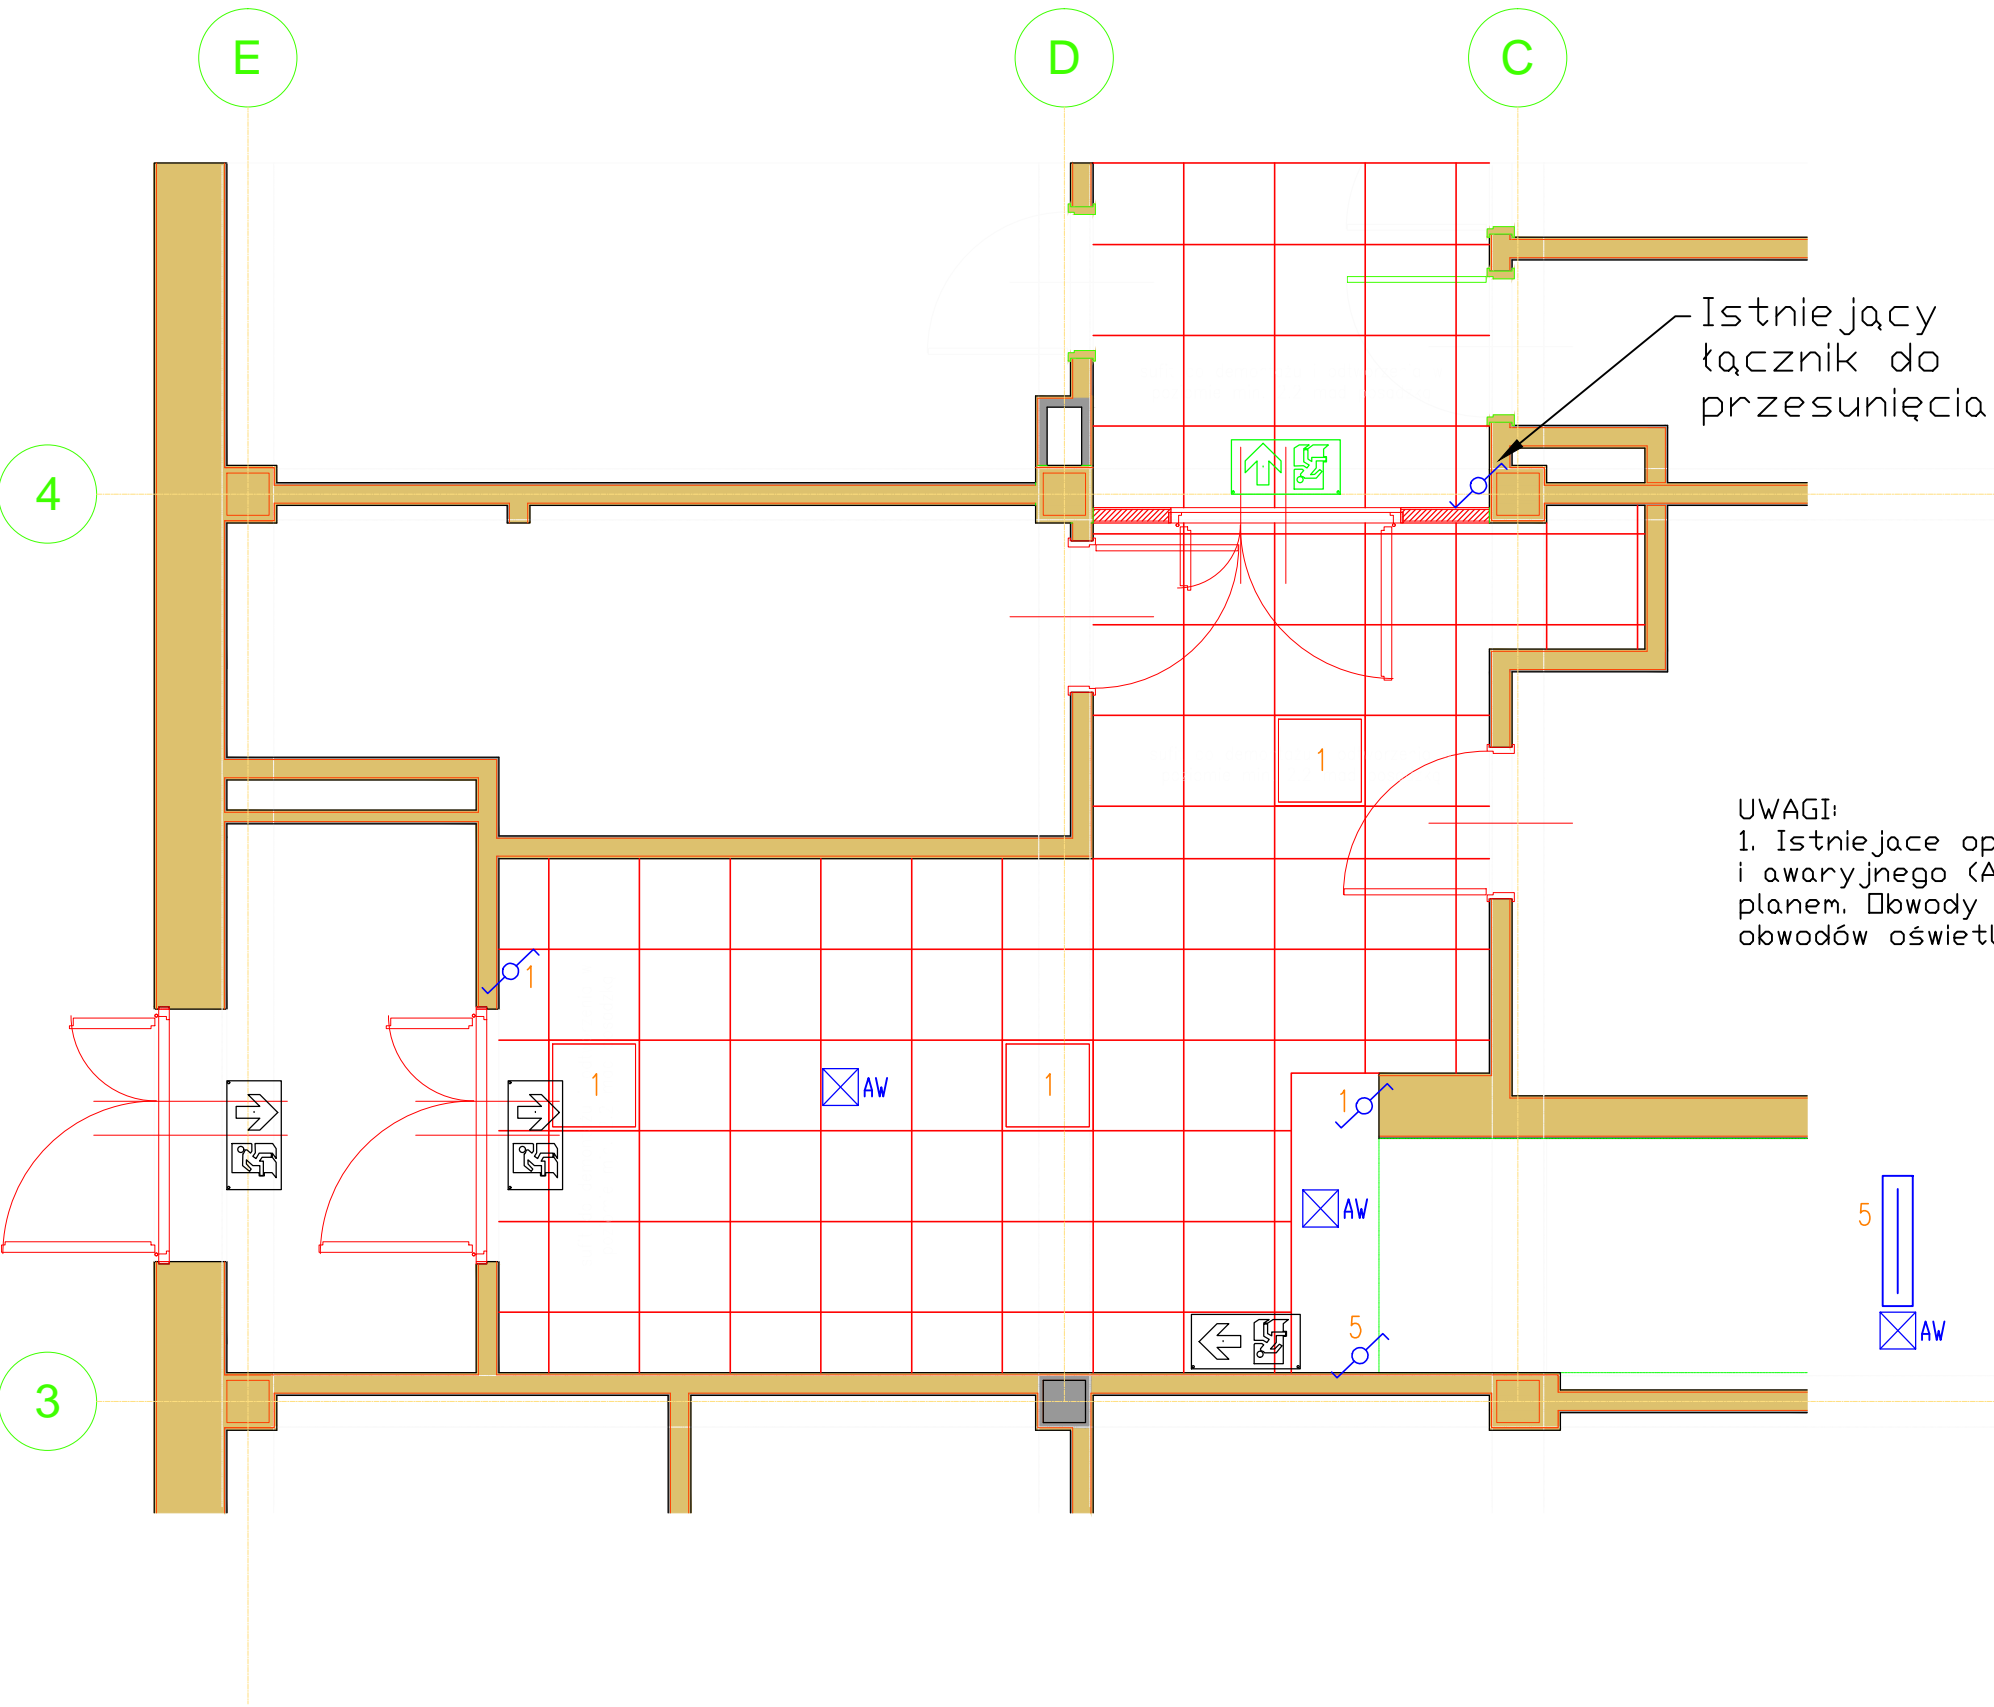 E
D
C
Istniejący
łącznik do
przesunięcia
4
1
UWAGI:
1. Istniejace op
i awaryjnego (A
planem. Obwody
obwodów oświetl
1
1
AW
1
1
AW
5
5
AW
3